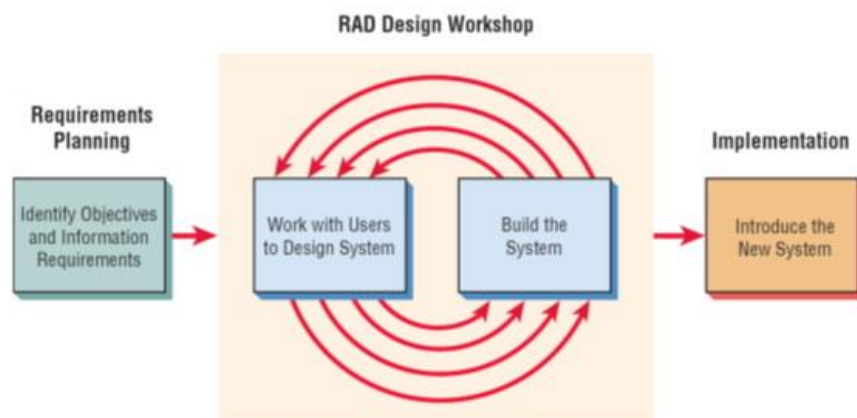 RAD Design Workshop
Requirements
Planning
Identify Objectives
and Information
Requirements
Work with Users
to Design System
Build the
System
Implementation
Introduce the
New System